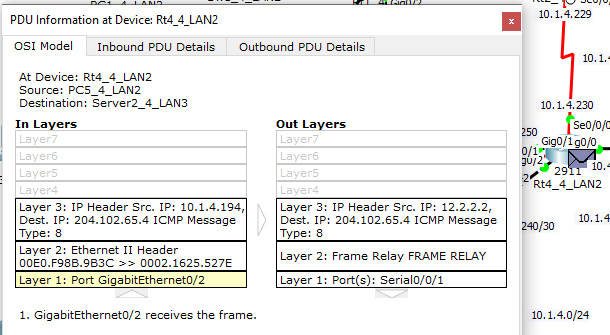 PDU Information at Device: Rt4_4_LAN2
OSI Model
Inbound PDU Details
Outbound PDU Details
At Device: Rt4_4_LAN2
Source: PC5_4_LAN2
Destination: Server2_4_LAN3
In Layers
Layer7
Layer6
Layer5
Layer4
Layer 3: IP Header Src. IP: 10.1.4.194,
Dest. IP: 204.102.65.4 ICMP Message
Type: 8
Layer 2: Ethernet II Header
00E0.F98B.9B3C >> 0002.1625.527E
Layer 1: Port GigabitEthernet0/2
Out Layers
Layer7
Layer6
Layer5
Layer4
Layer 3: IP Header Src. IP: 12.2.2.2,
Dest. IP: 204.102.65.4 ICMP Message
Type: 8
Layer 2: Frame Relay FRAME RELAY
Layer 1: Port(s): Serial0/0/1
1. GigabitEthernet0/2 receives the frame.
Se0/0/
10.1.4.229
10.1.4.230
Se0/0/0
250
Gig0/1
g0/0
2911
Rt4_4_LAN2
240/30
10.1.4
10.1.4.0/24